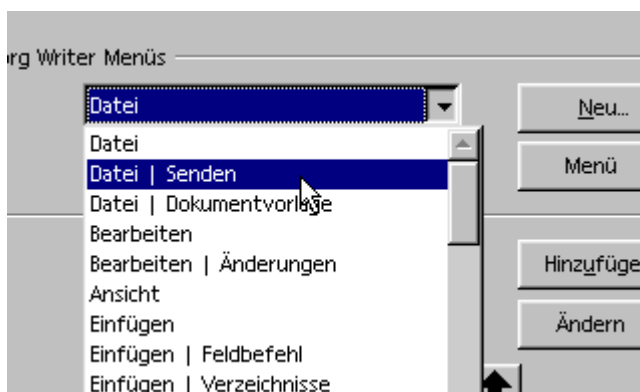 org Writer Menüs
Datei
Neu...
Datei
Datei | Senden
Menü
Datei | Dokumentvorlage
Bearbeiten
Bearbeiten | Änderungen
Hinzufüge
Ansicht
Einfügen
Ändern
Einfügen | Feldbefehl
Einfügen | Verzeichnisse